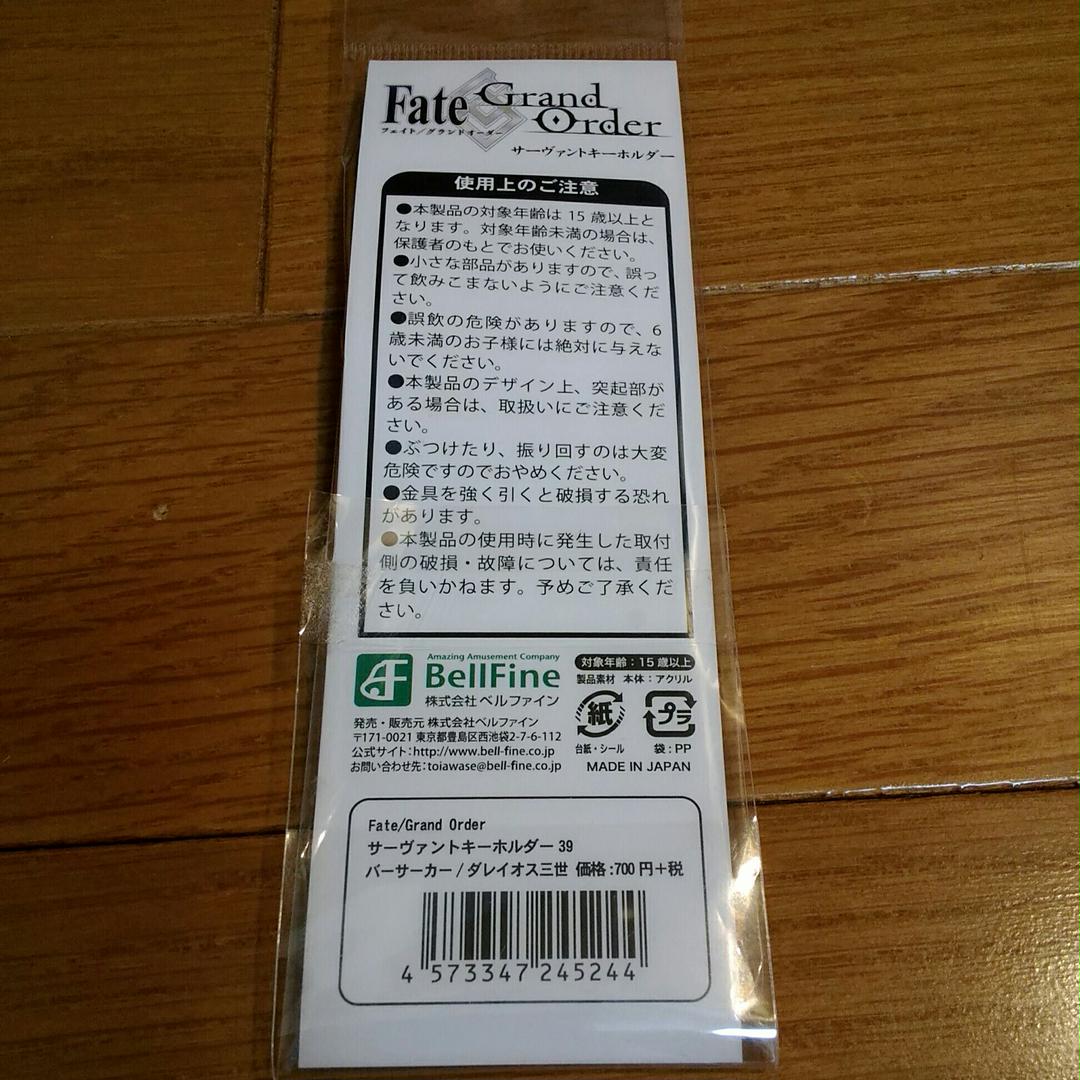 Fate Grand
Order
フェイト/グランドオーダー
サーヴァントキーホルダー
使用上のご注意
●本製品の対象年齢は 15 歳以上と
なります。対象年齢未満の場合は、
保護者のもとでお使いください。
●小さな部品がありますので、誤っ
て飲みこまないようにご注意くだ
さい。
●誤飲の危険がありますので、6
歳未満のお子様には絶対に与えな
いでください。
●本製品のデザイン上、突起部が
ある場合は、取扱いにご注意くだ
さい。
●ぶつけたり、振り回すのは大変
危険ですのでおやめください。
●金具を強く引くと破損する恐れ
があります。
●本製品の使用時に発生した取付
側の破損・故障については、責任
を負いかねます。予めご了承くだ
さい。
Amazing Amusement Company
BellFine
株式会社ベルファイン
発売・販売元 株式会社ベルファイン
〒171-0021 東京都豊島区西池袋2-7-6-112
公式サイト:http://www.bell-fine.co.jp
お問い合わせ先:toiawase@bell-fine.co.jp
対象年齢:15歳以上
製品素材 本体:アクリル
紙 プラ
台紙・シール 袋:PP
MADE IN JAPAN
Fate/Grand Order
サーヴァントキーホルダー 39
バーサーカー/ダレイオス三世 価格:700円+税
4 573347 245244